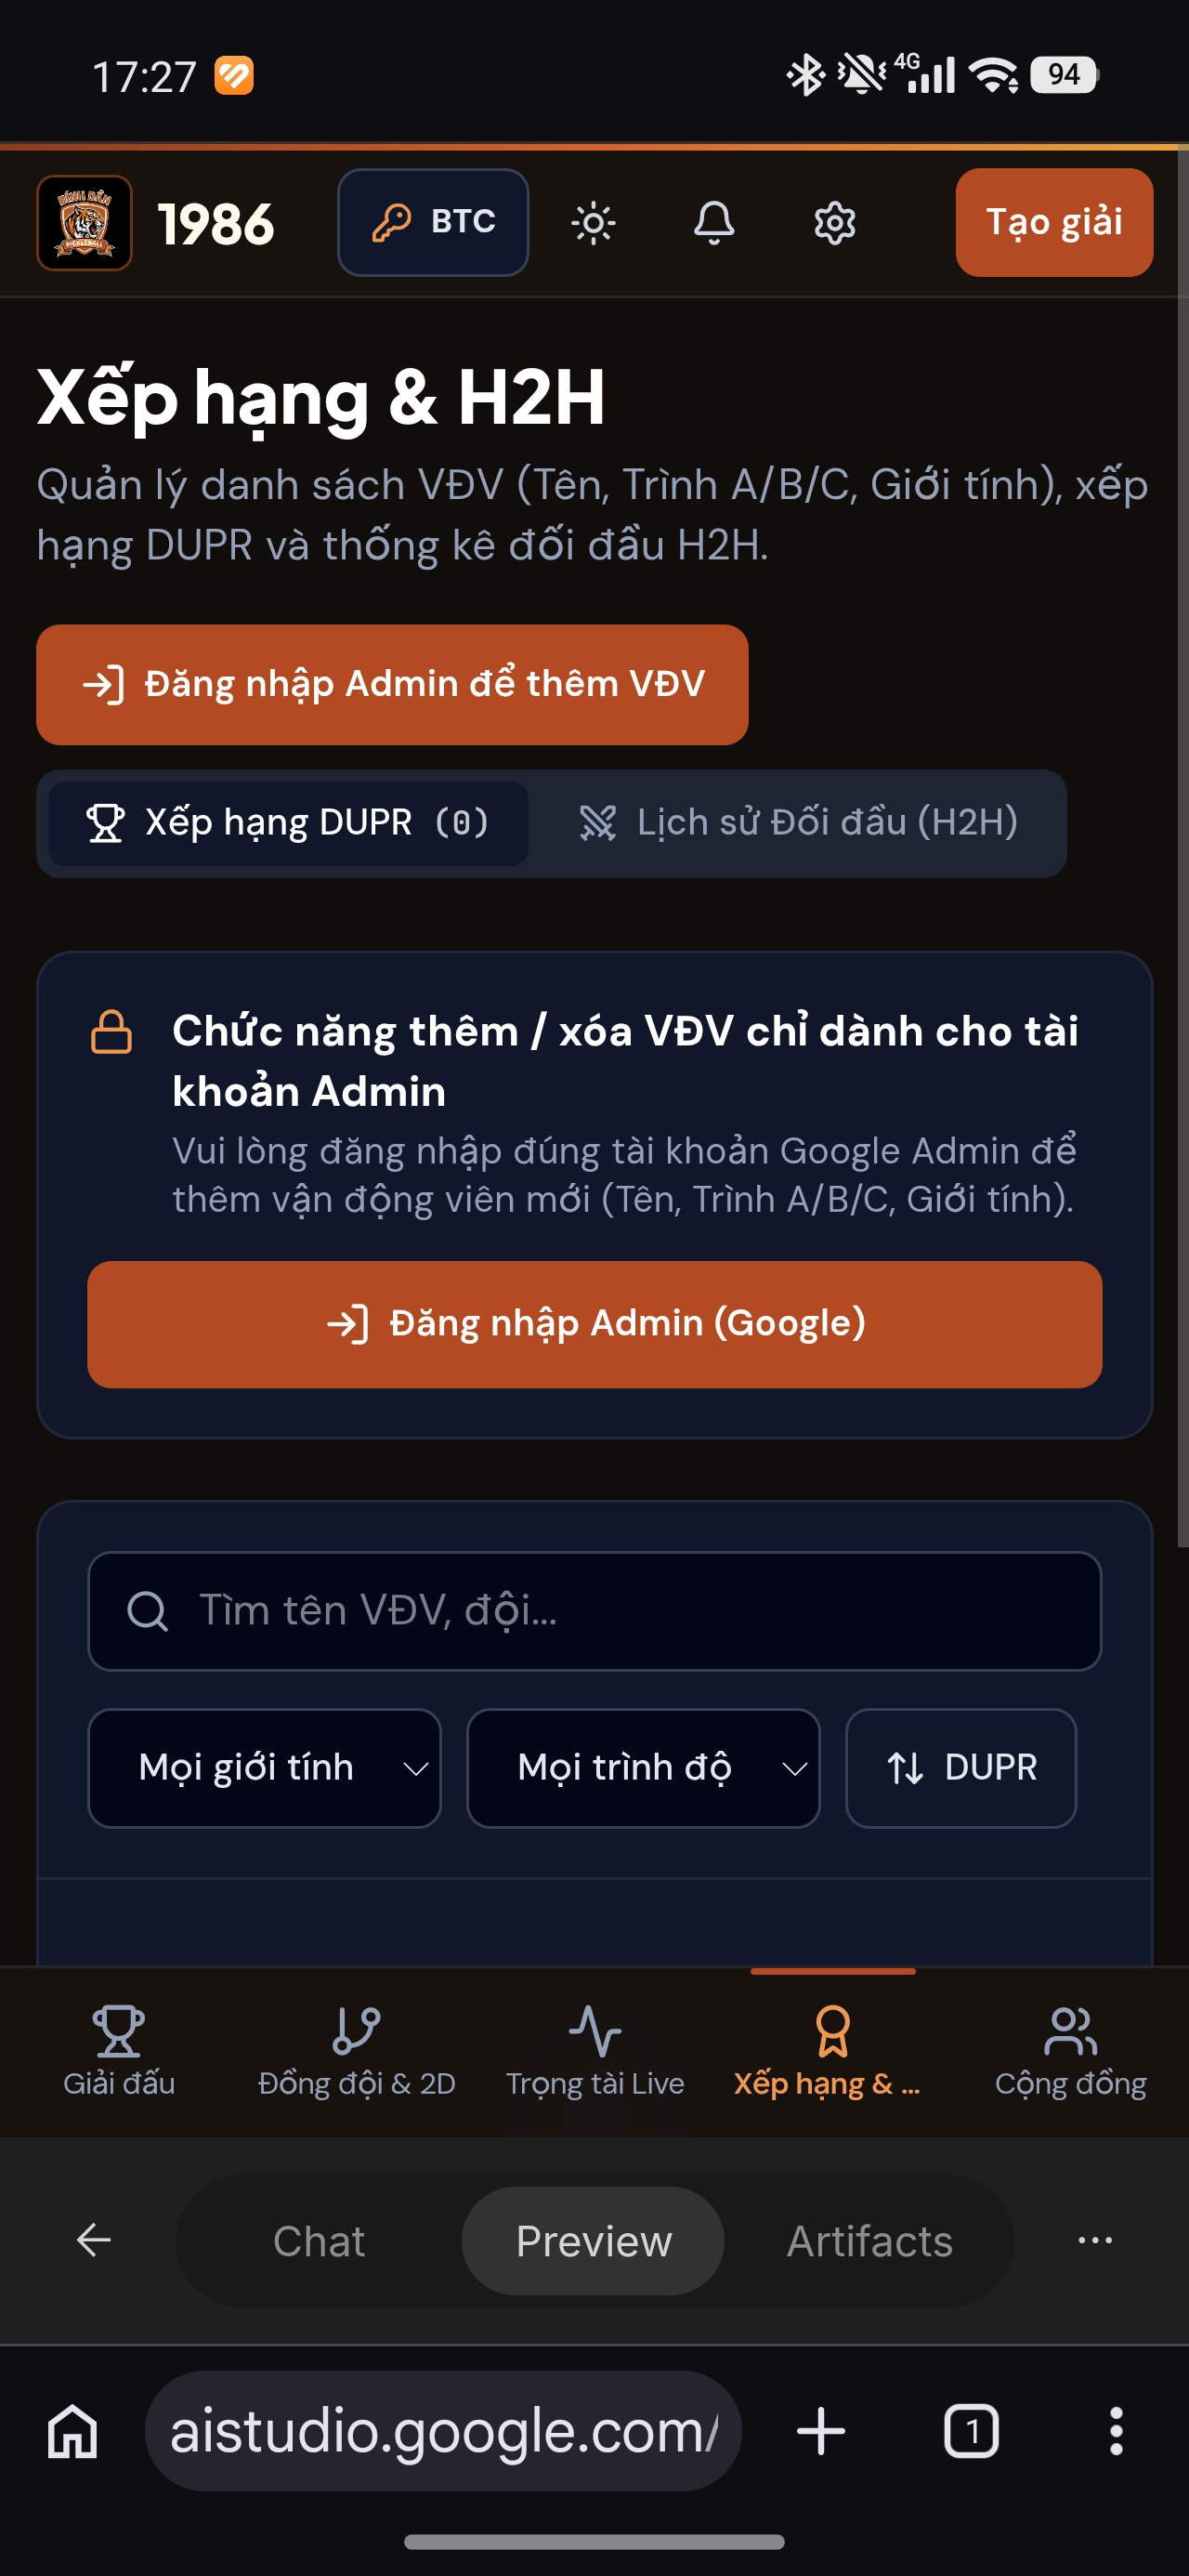 17:27
4G
94
ĐÌNH DẦN
PICKLEBALL
1986
BTC
Tạo giải
Xếp hạng & H2H
Quản lý danh sách VĐV (Tên, Trình A/B/C, Giới tính), xếp
hạng DUPR và thống kê đối đầu H2H.
Đăng nhập Admin để thêm VĐV
Xếp hạng DUPR (0)
Lịch sử Đối đầu (H2H)
Chức năng thêm / xóa VĐV chỉ dành cho tài
khoản Admin
Vui lòng đăng nhập đúng tài khoản Google Admin để
thêm vận động viên mới (Tên, Trình A/B/C, Giới tính).
Đăng nhập Admin (Google)
Tìm tên VĐV, đội...
Mọi giới tính
Mọi trình độ
DUPR
Giải đấu
Đồng đội & 2D
Trọng tài Live
Xếp hạng & ...
Cộng đồng
Chat
Preview
Artifacts
aistudio.google.com/
1